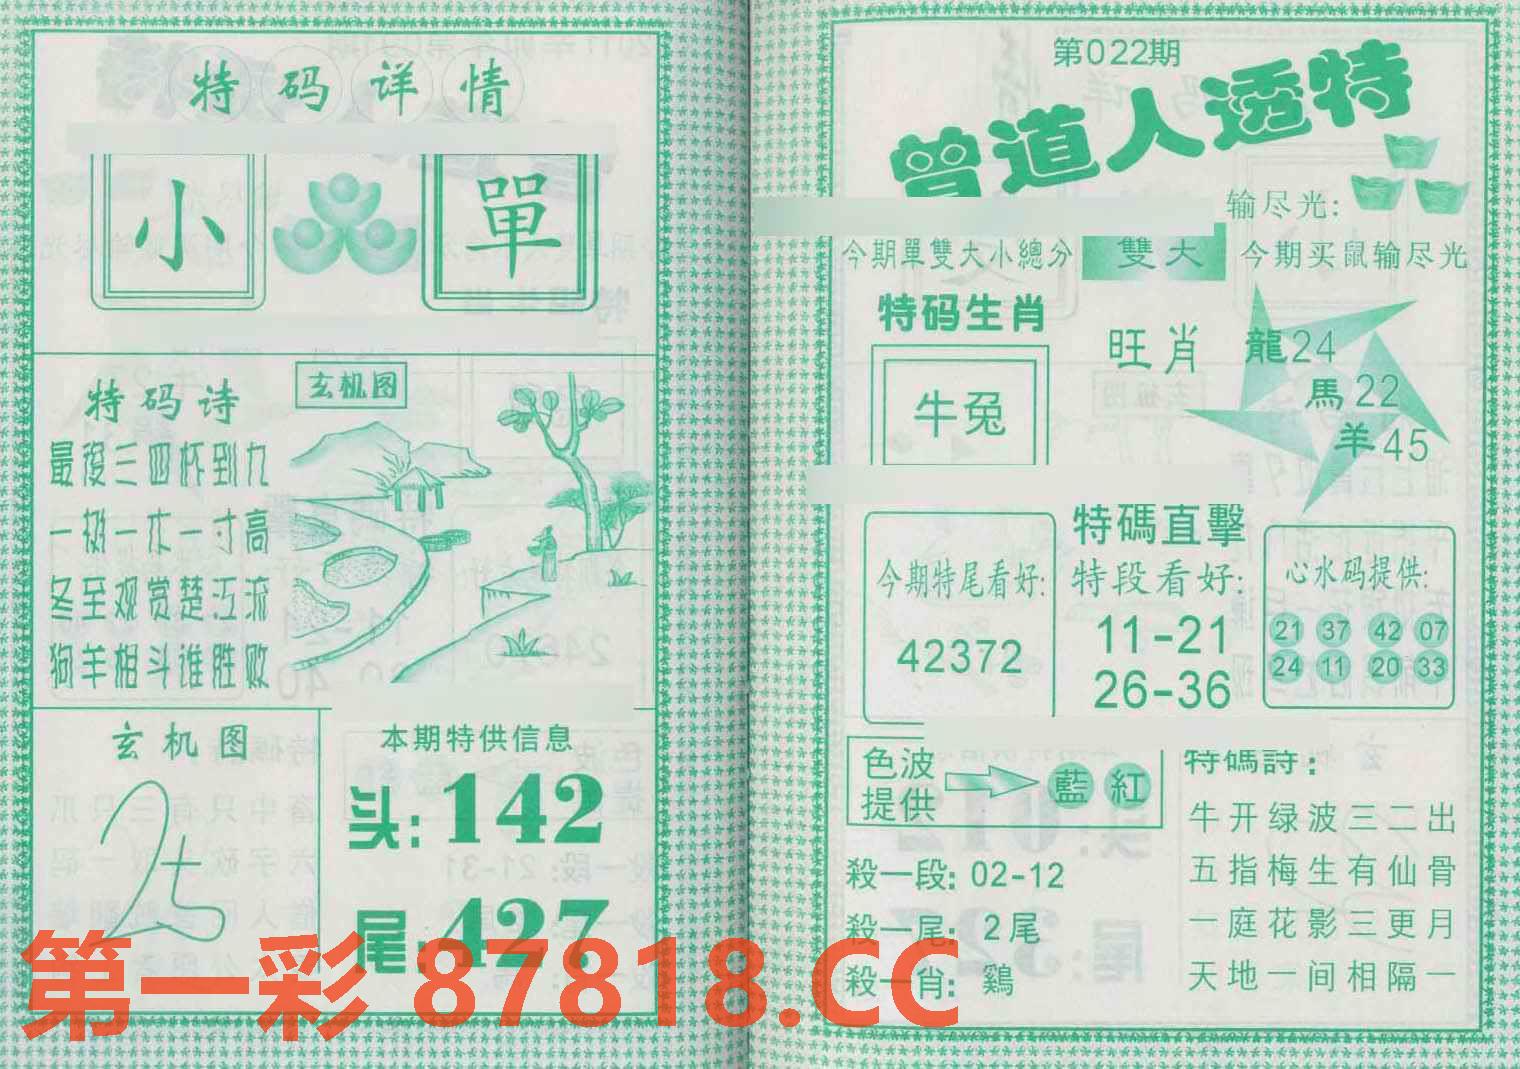 特码详情
小 單
特码诗
玄机图
最後三四杯到九
一挑一木一寸高
冬至观赏楚江流
狗羊相斗谁胜败
玄机图
本期特供信息
头:142
尾:427
第022期
曾道人透特
输尽光:
今期單雙大小總分 雙大 今期买鼠输尽光
特码生肖
牛兔
旺肖
龍24
馬22
羊45
今期特尾看好:
42372
特碼直擊
特段看好:
11-21
26-36
心水码提供:
21 37 42 07
24 11 20 33
色波提供 藍 紅
殺一段: 02-12
殺一尾: 2尾
殺一肖: 鷄
特碼詩:
牛开绿波三二出
五指梅生有仙骨
一庭花影三更月
天地一间相隔一
第一彩 87818.CC